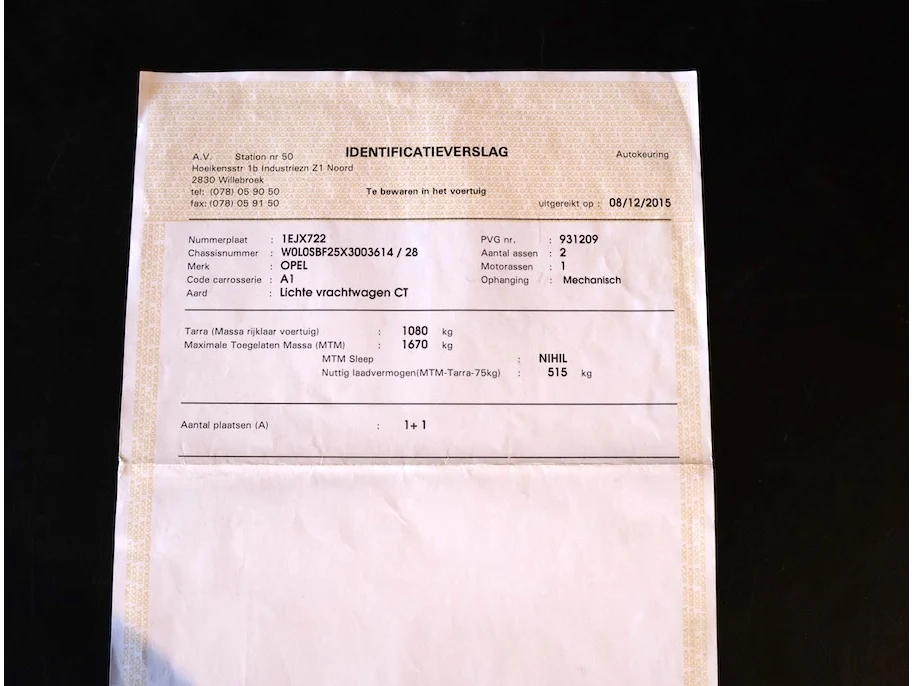 IDENTIFICATIEVERSLAG
A.V. Station nr 50 Autokeuring
Hoeikensstr 1b Industriezn Z1 Noord
2830 Willebroek
tel: (078) 05 90 50 Te bewaren in het voertuig
fax: (078) 05 91 50 uitgereikt op : 08/12/2015
Nummerplaat : 1EJX722 PVG nr. : 931209
Chassisnummer : W0L0SBF25X3003614 / 28 Aantal assen : 2
Merk : OPEL Motorassen : 1
Code carrosserie : A1 Ophanging : Mechanisch
Aard : Lichte vrachtwagen CT
Tarra (Massa rijklaar voertuig) : 1080 kg
Maximale Toegelaten Massa (MTM) : 1670 kg
MTM Sleep : NIHIL
Nuttig laadvermogen(MTM-Tarra-75kg) : 515 kg
Aantal plaatsen (A) : 1+ 1